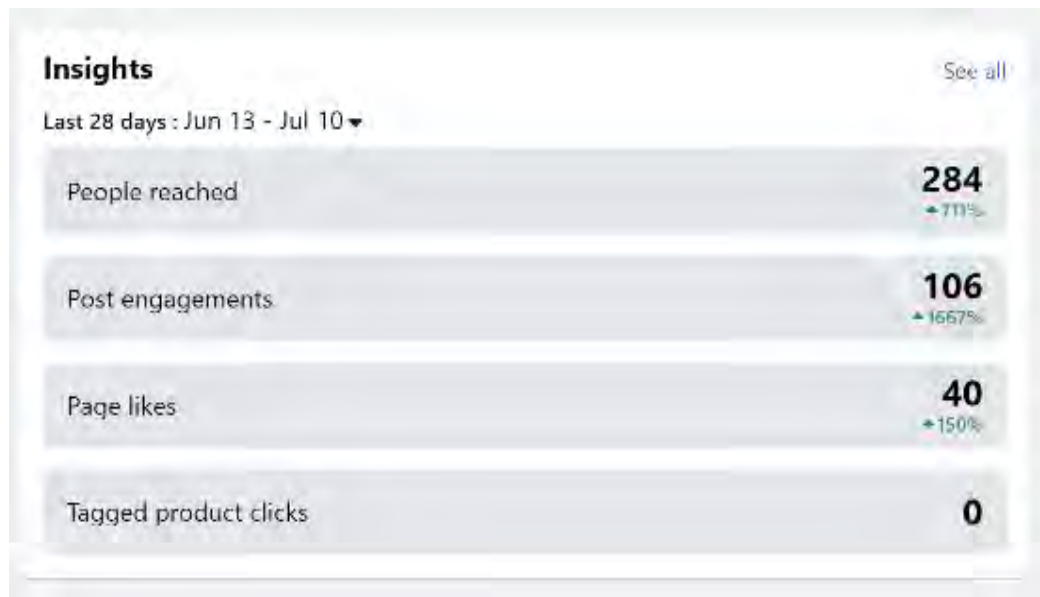 Insights
See all
Last 28 days : Jun 13 - Jul 10
People reached
284
711%
Post engagements
106
1667%
Page likes
40
150%
Tagged product clicks
0